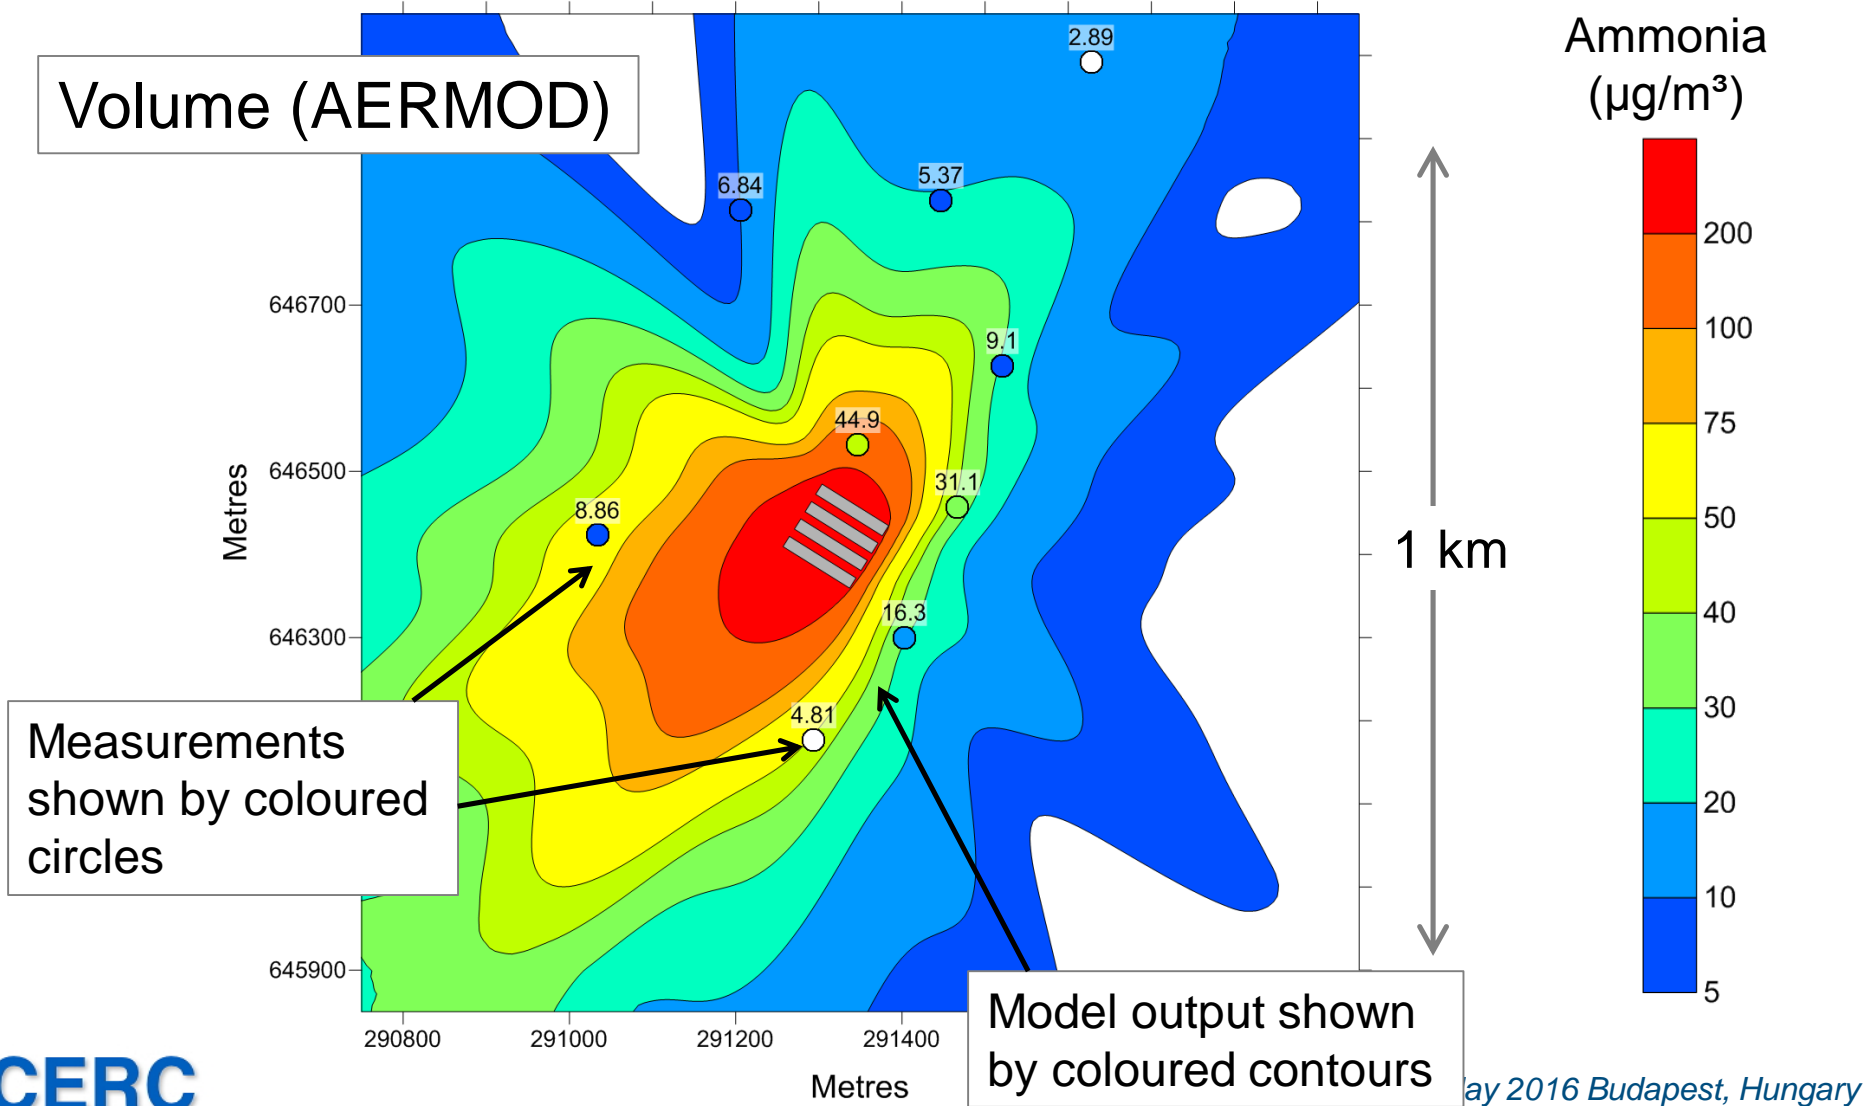 Volume (AERMOD)
Ammonia
(µg/m³)
2.89
6.84
5.37
9.1
44.9
31.1
8.86
16.3
4.81
646700
646500
646300
645900
Metres
290800
291000
291200
291400
Metres
1 km
200
100
75
50
40
30
20
10
5
Measurements
shown by coloured
circles
Model output shown
by coloured contours
CERC
2016 Budapest, Hungary